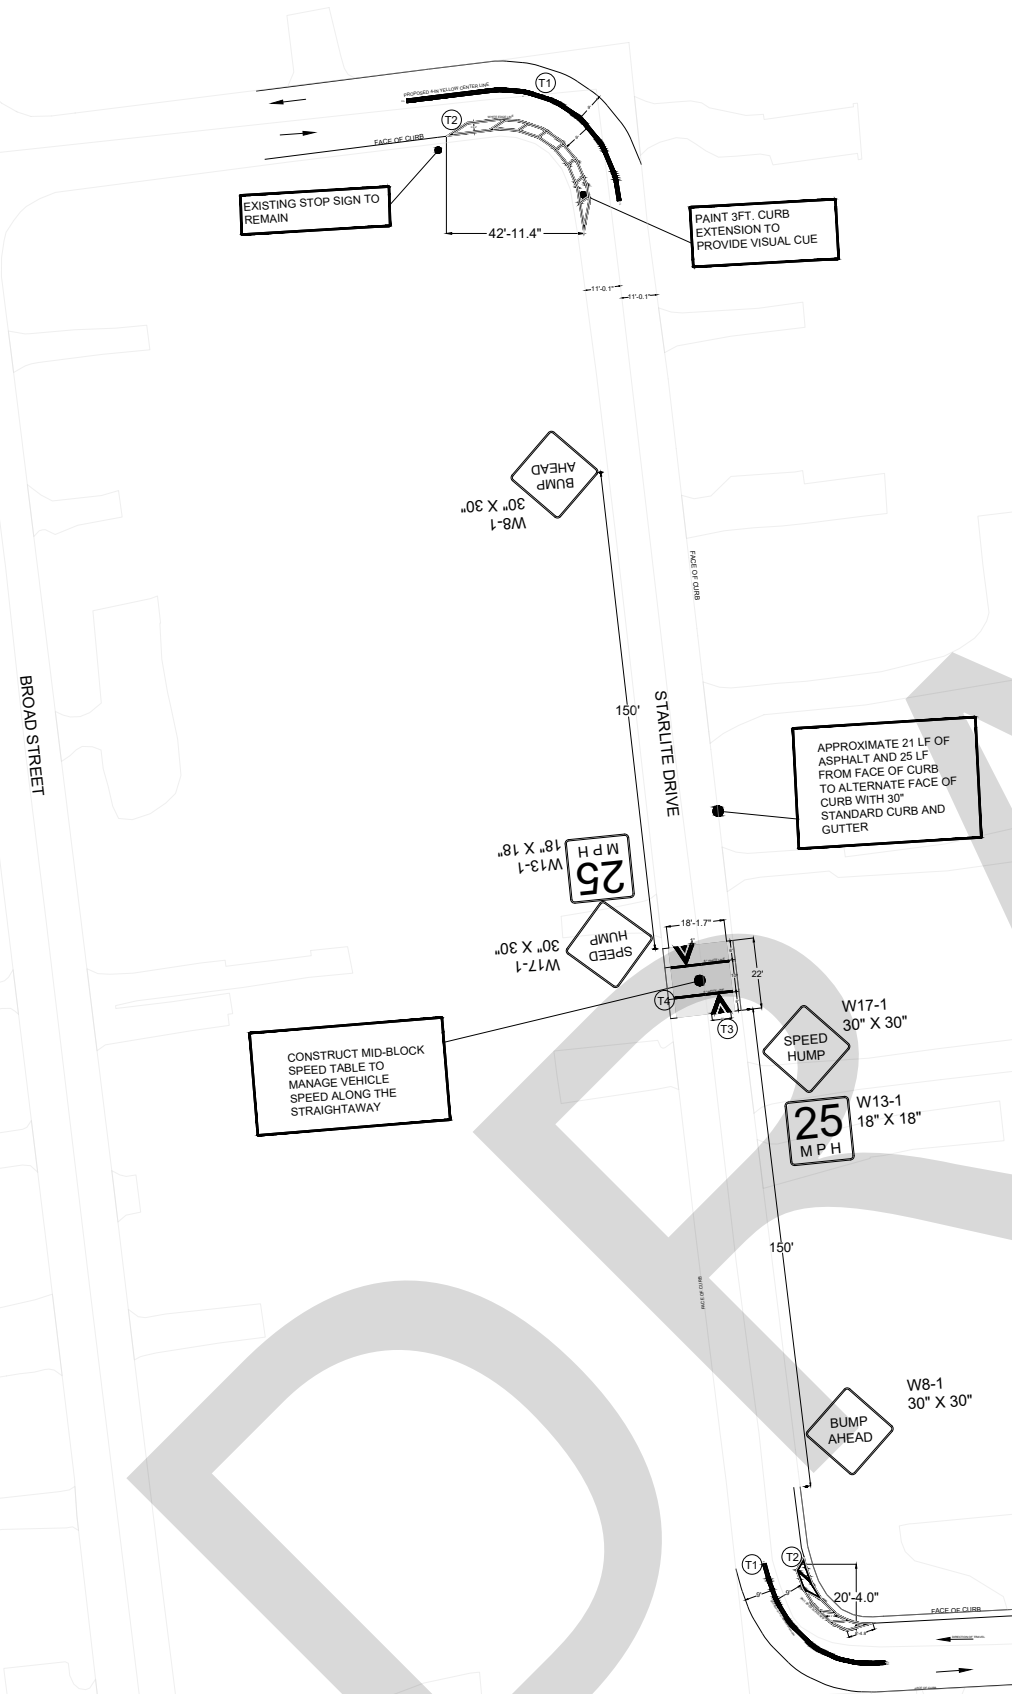 PROPOSED 4-IN YELLOW CENTER LINE
T1
T2
FACE OF CURB
EXISTING STOP SIGN TO
REMAIN
42'-11.4"
PAINT 3FT. CURB
EXTENSION TO
PROVIDE VISUAL CUE
11'-0.1"
11'-0.1"
BUMP
AHEAD
W8-1
30" X 30"
FACE OF CURB
BROAD STREET
150'
STARLITE DRIVE
APPROXIMATE 21 LF OF
ASPHALT AND 25 LF
FROM FACE OF CURB
TO ALTERNATE FACE OF
CURB WITH 30"
STANDARD CURB AND
GUTTER
25
MPH
W13-1
18" X 18"
SPEED
HUMP
W17-1
30" X 30"
18'-1.7"
22'
T4
T3
CONSTRUCT MID-BLOCK
SPEED TABLE TO
MANAGE VEHICLE
SPEED ALONG THE
STRAIGHTAWAY
W17-1
30" X 30"
SPEED
HUMP
W13-1
18" X 18"
25
MPH
150'
FACE OF CURB
W8-1
30" X 30"
BUMP
AHEAD
T1
T2
20'-4.0"
FACE OF CURB